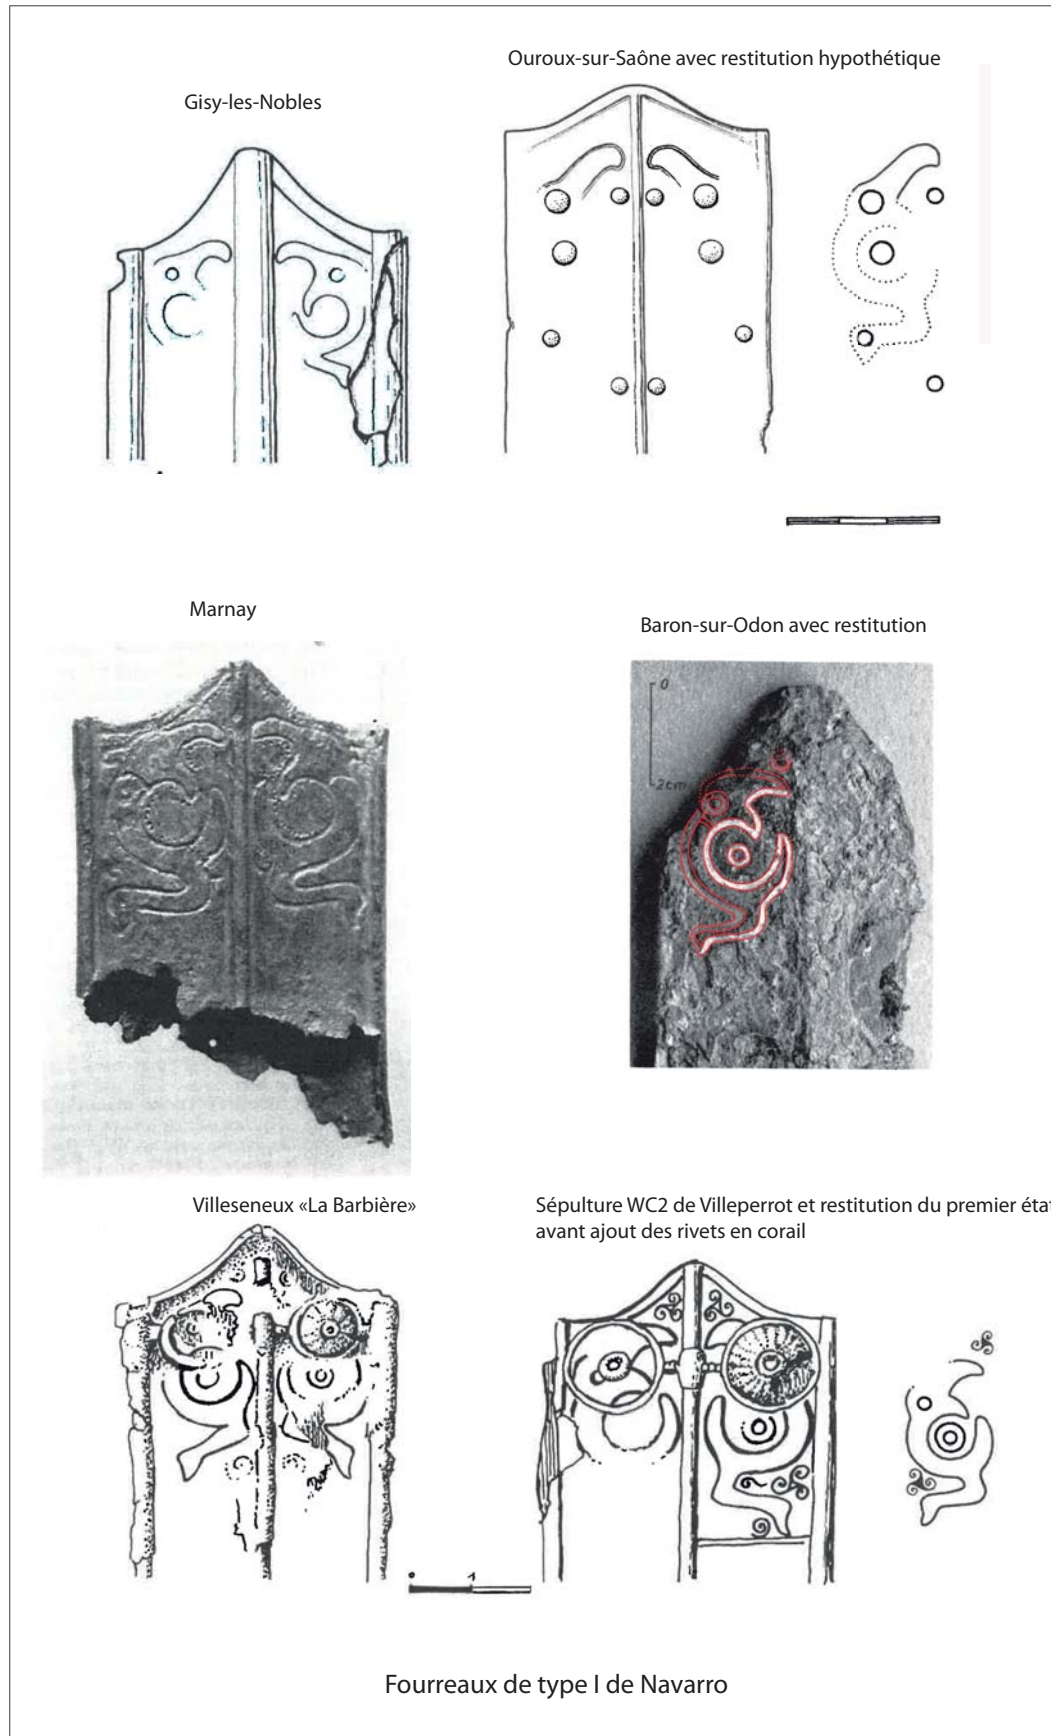 Ouroux-sur-Saône avec restitution hypothétique
Gisy-les-Nobles
Marnay
Baron-sur-Odon avec restitution
0
2cm
Villeseneux «La Barbière»
Sépulture WC2 de Villeperrot et restitution du premier état
avant ajout des rivets en corail
0 1
Fourreaux de type I de Navarro